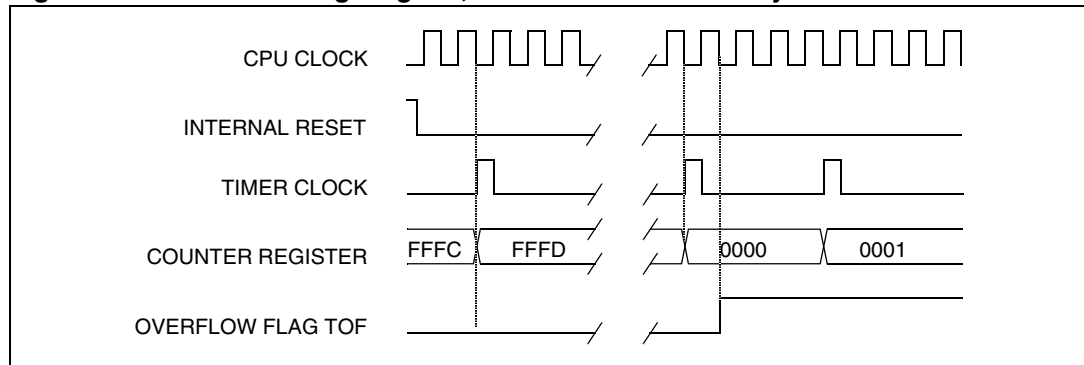 CPU CLOCK
INTERNAL RESET
TIMER CLOCK
COUNTER REGISTER FFFC FFFD 0000 0001
OVERFLOW FLAG TOF